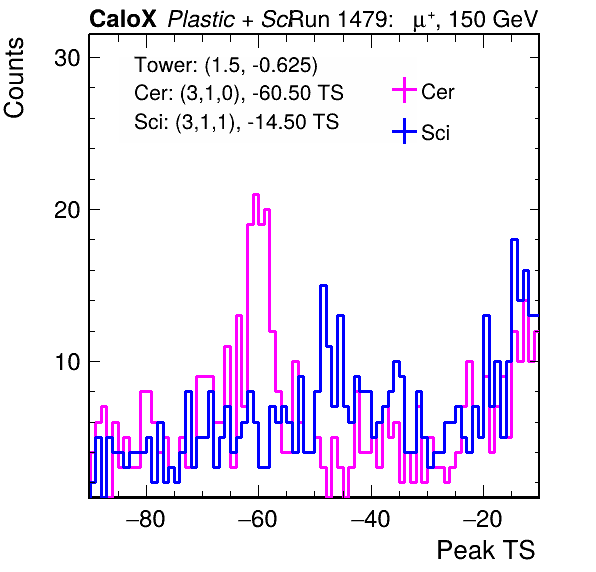 CaloX Plastic + Sci Run 1479: μ⁺, 150 GeV
Counts
30
20
10
Tower: (1.5, -0.625)
Cer: (3,1,0), -60.50 TS
Sci: (3,1,1), -14.50 TS
Cer
Sci
−80 −60 −40 −20
Peak TS